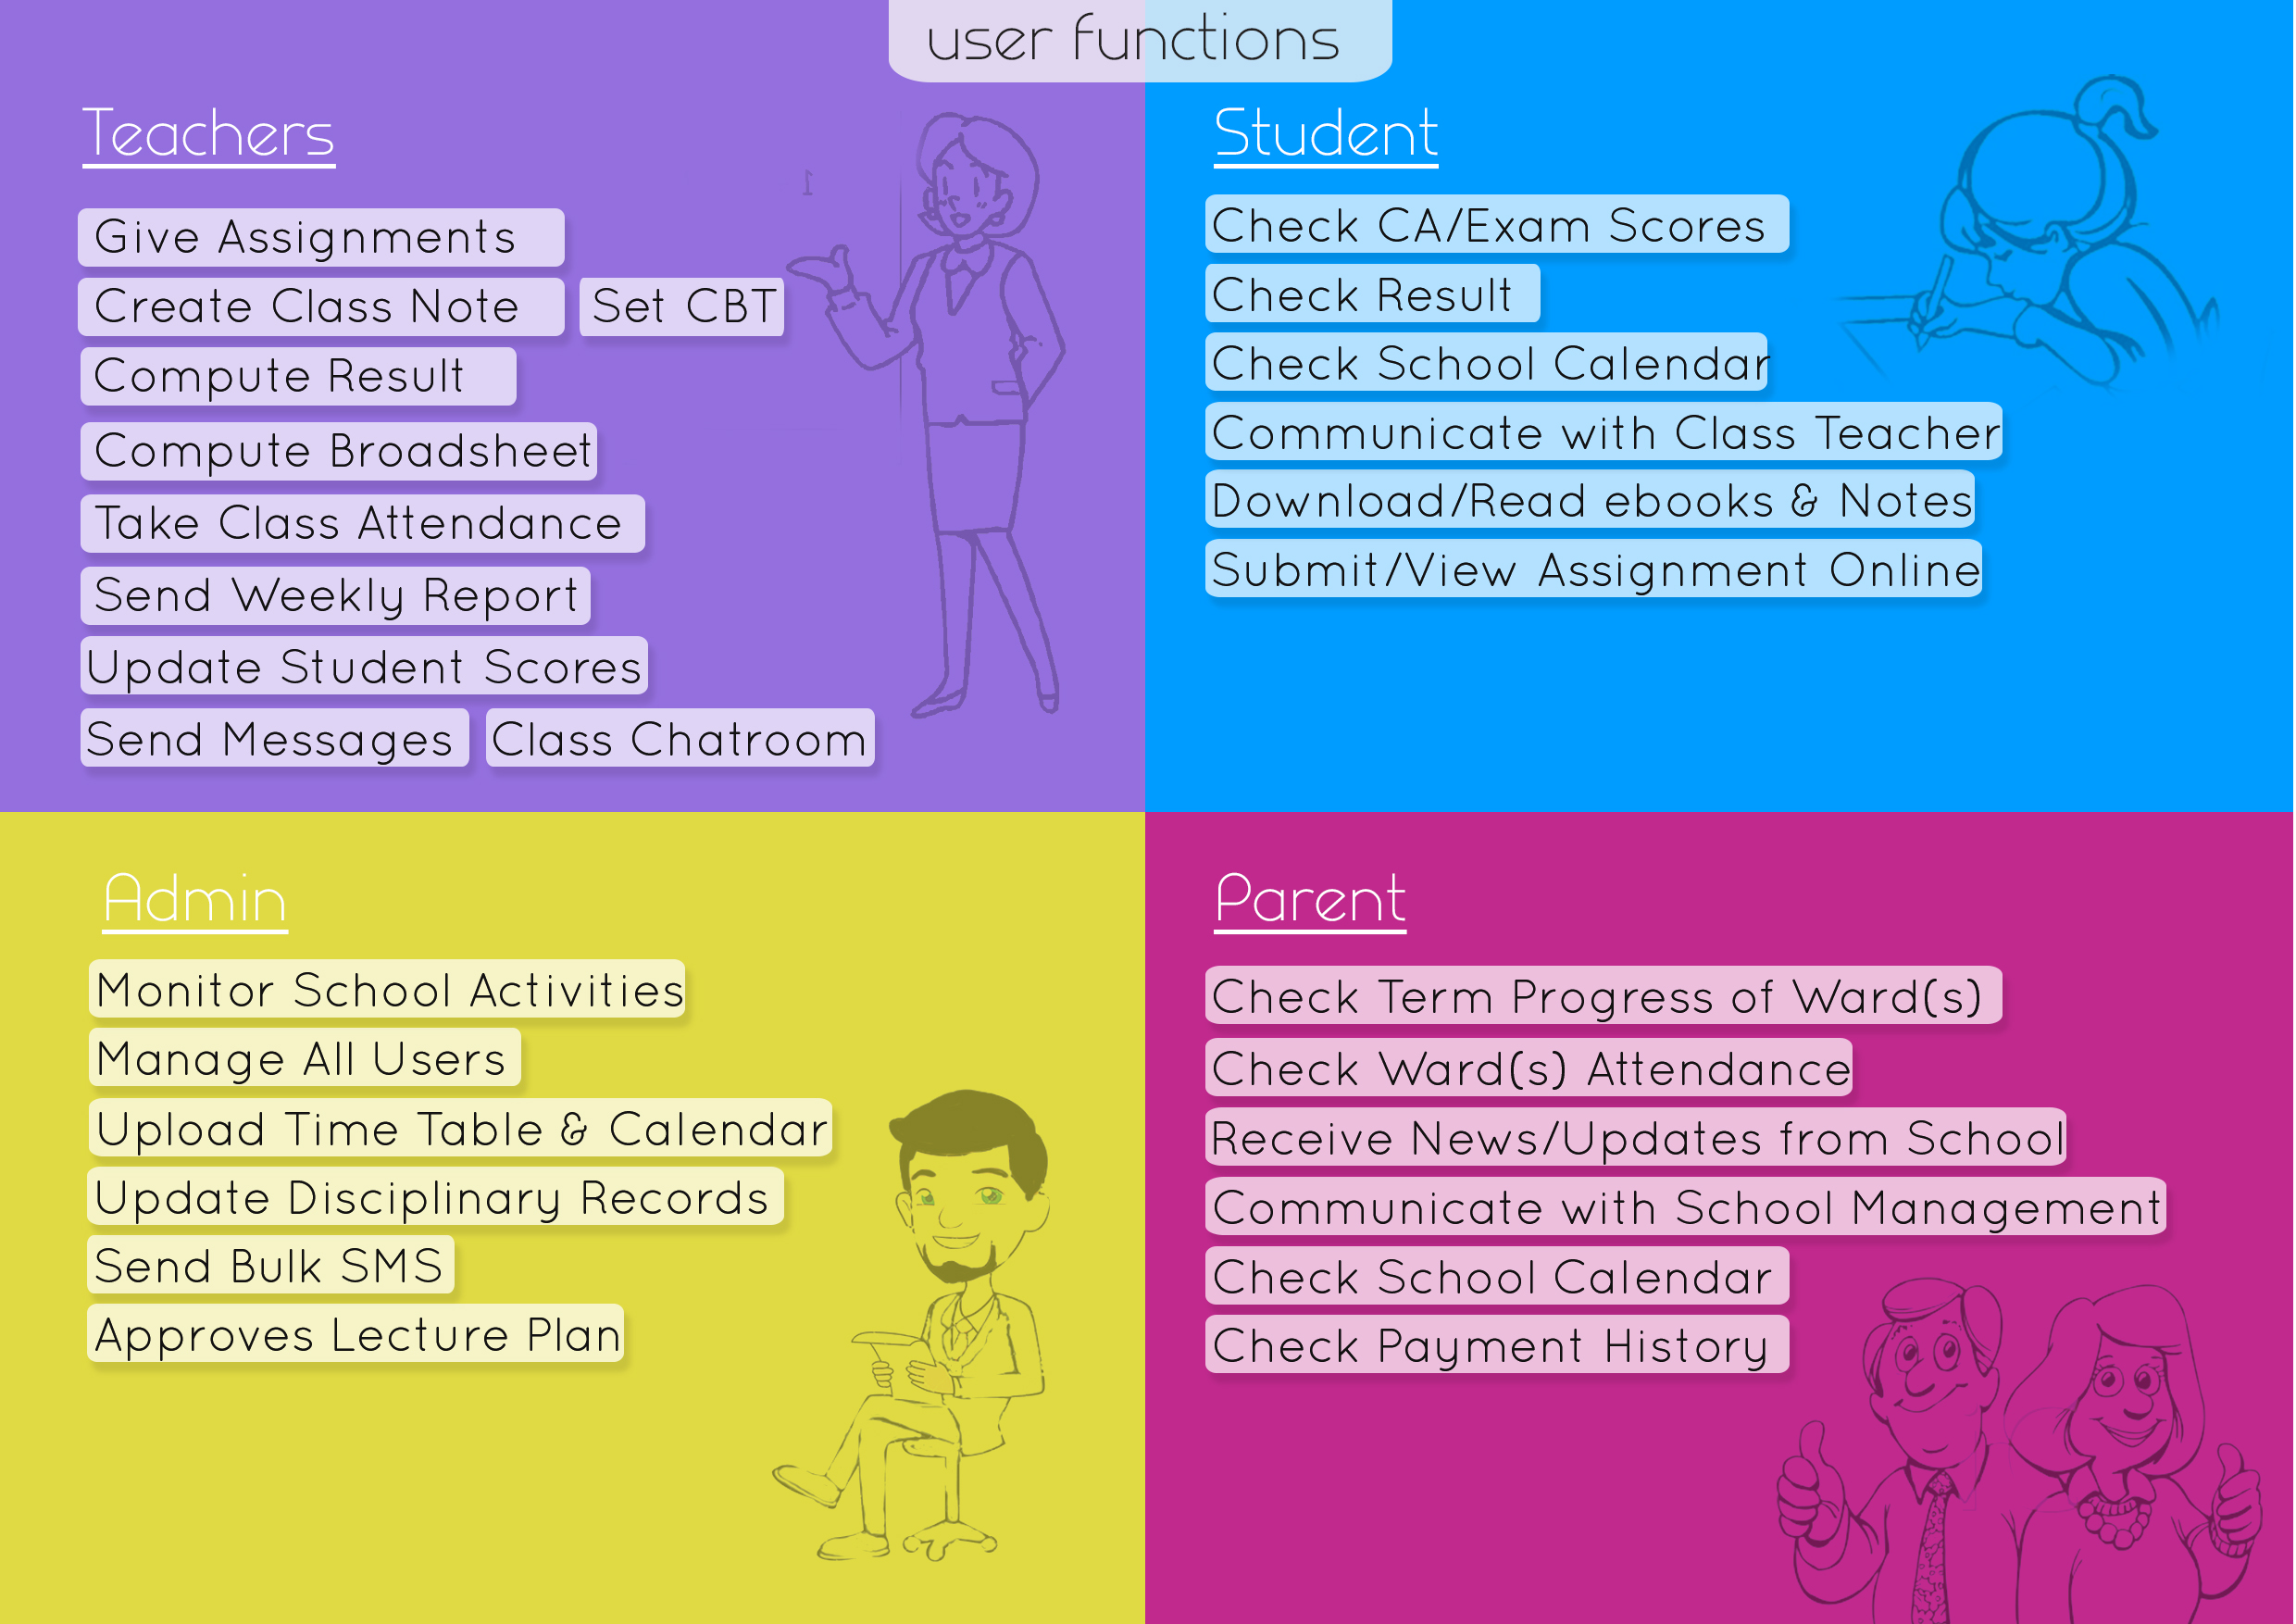 user functions
Teachers
Give Assignments
Create Class Note Set CBT
Compute Result
Compute Broadsheet
Take Class Attendance
Send Weekly Report
Update Student Scores
Send Messages Class Chatroom
Student
Check CA/Exam Scores
Check Result
Check School Calendar
Communicate with Class Teacher
Download/Read ebooks & Notes
Submit/View Assignment Online
Admin
Monitor School Activities
Manage All Users
Upload Time Table & Calendar
Update Disciplinary Records
Send Bulk SMS
Approves Lecture Plan
Parent
Check Term Progress of Ward(s)
Check Ward(s) Attendance
Receive News/Updates from School
Communicate with School Management
Check School Calendar
Check Payment History